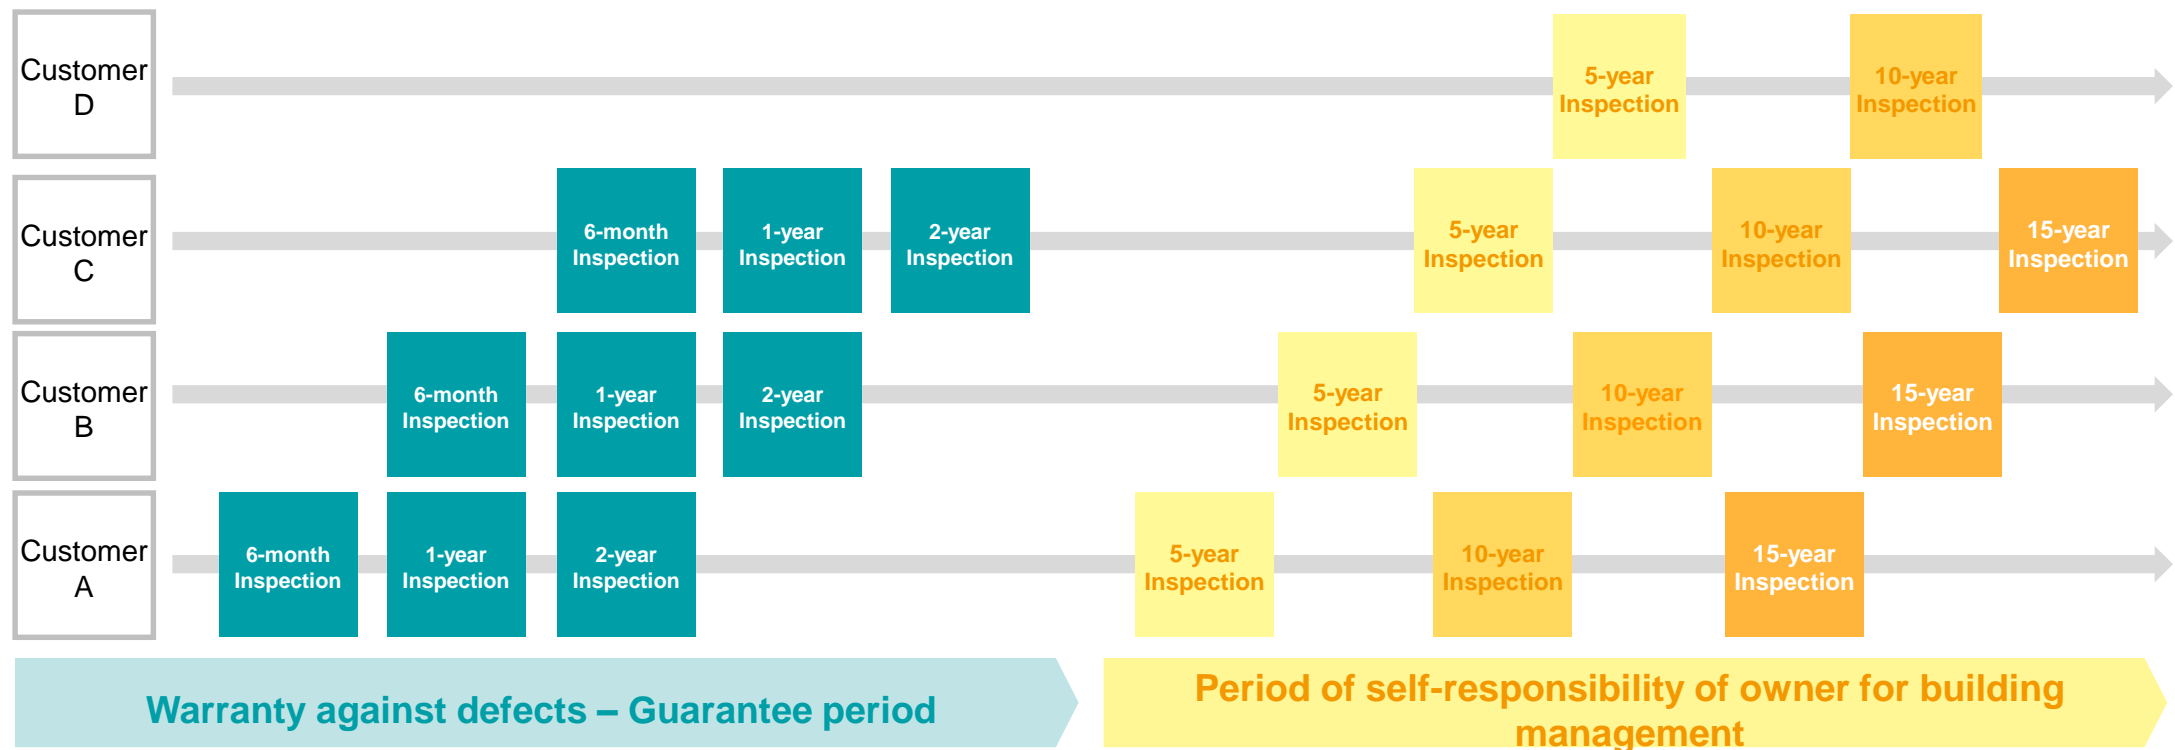 Customer
D
5-year
Inspection
10-year
Inspection
Customer
C
6-month
Inspection
1-year
Inspection
2-year
Inspection
5-year
Inspection
10-year
Inspection
15-year
Inspection
Customer
B
6-month
Inspection
1-year
Inspection
2-year
Inspection
5-year
Inspection
10-year
Inspection
15-year
Inspection
Customer
A
6-month
Inspection
1-year
Inspection
2-year
Inspection
5-year
Inspection
10-year
Inspection
15-year
Inspection
Warranty against defects – Guarantee period
Period of self-responsibility of owner for building
management